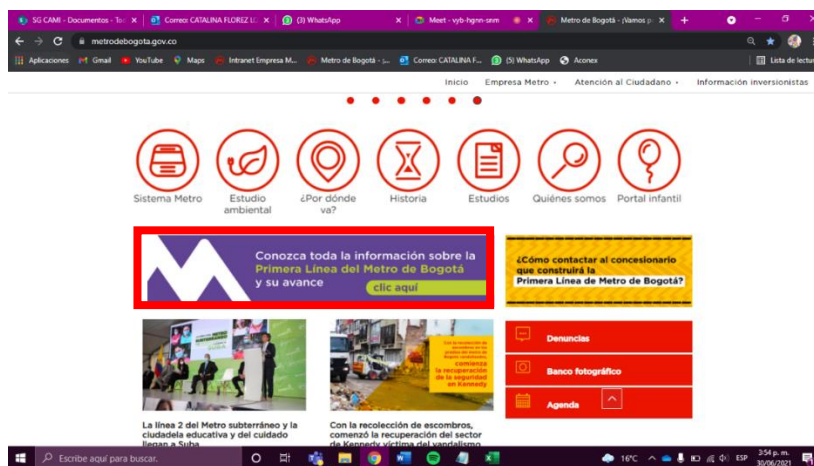 SG CAMI - Documentos - To
Correo: CATALINA FLOREZ
(3) WhatsApp
Meet - vyb-hgnn-snm
Metro de Bogotá - ¡Vamos p
metrodebogota.gov.co
Aplicaciones
Gmail
YouTube
Maps
Intranet Empresa M...
Metro de Bogotá - ¡...
Correo: CATALINA F...
(5) WhatsApp
Aconex
Lista de lectu
Inicio
Empresa Metro
Atención al Ciudadano
Información inversionistas
Sistema Metro
Estudio
ambiental
¿Por dónde
va?
Historia
Estudios
Quiénes somos
Portal infantil
Conozca toda la información sobre la
Primera Línea del Metro de Bogotá
y su avance
clic aquí
¿Cómo contactar al concesionario
que construirá la
Primera Línea de Metro de Bogotá?
comienza
la recuperación
de la seguridad
en Kennedy
Denuncias
Banco fotográfico
Agenda
La línea 2 del Metro subterráneo y la
ciudadela educativa y del cuidado
llegan a Suba
Con la recolección de escombros,
comenzó la recuperación del sector
de Kennedy víctima del vandalismo
Escribe aquí para buscar.
16°C
ESP
3:54 p. m.
30/06/2021